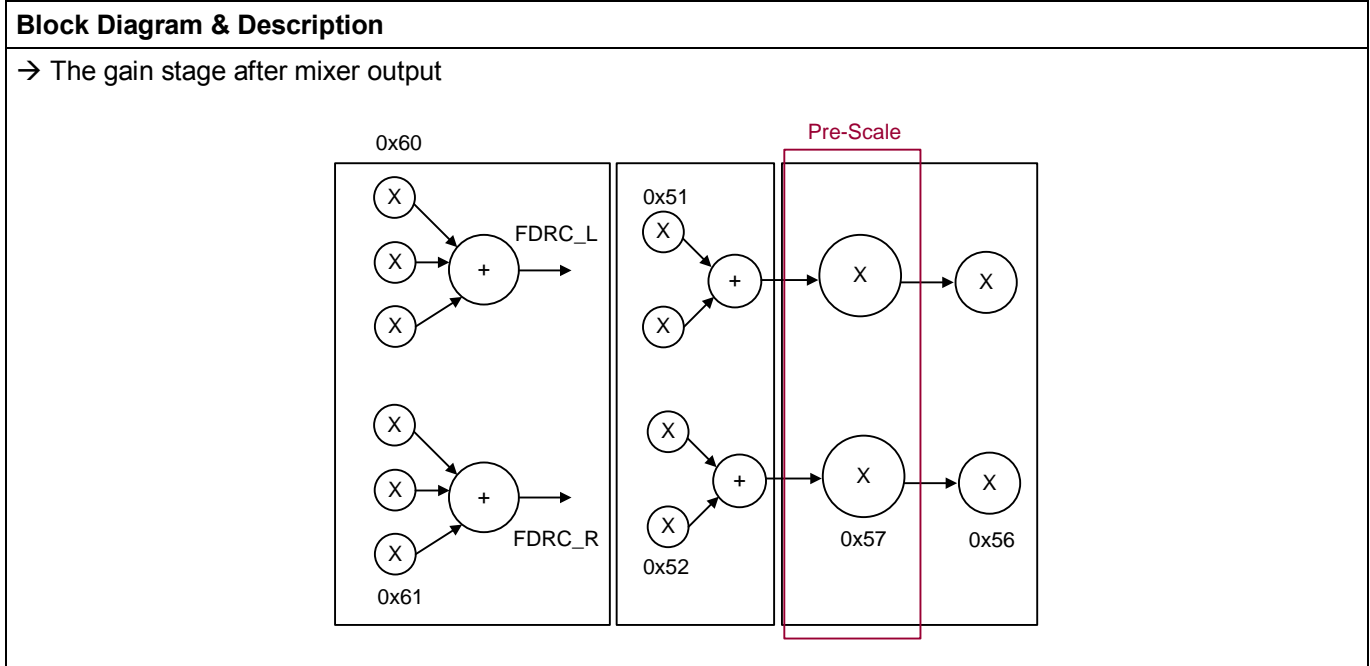 Block Diagram & Description
→ The gain stage after mixer output
Pre-Scale
0x60
X
X
X
+
FDRC_L
0x51
X
X
+
X
X
X
X
X
+
FDRC_R
0x61
X
X
+
0x52
X
0x57
X
0x56